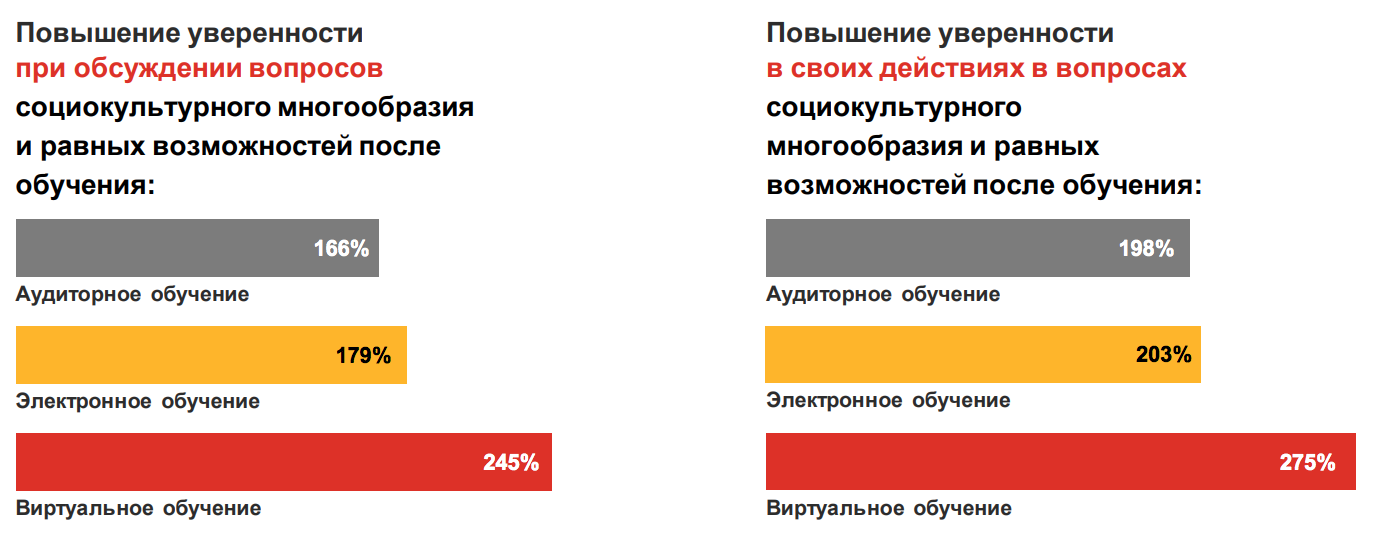 Повышение уверенности
при обсуждении вопросов
социокультурного многообразия
и равных возможностей после
обучения:
166%
Аудиторное обучение
179%
Электронное обучение
245%
Виртуальное обучение
Повышение уверенности
в своих действиях в вопросах
социокультурного
многообразия и равных
возможностей после обучения:
198%
Аудиторное обучение
203%
Электронное обучение
275%
Виртуальное обучение